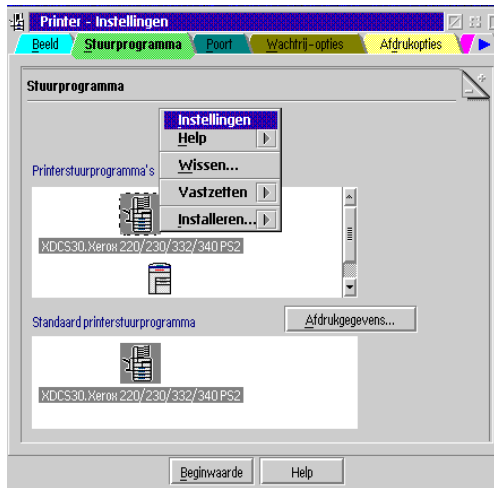 Printer - Instellingen
Beeld Stuurprogramma Poort Wachtrij-opties Afdrukopties
Stuurprogramma
Instellingen
Help
Wissen...
Vastzetten
Installeren...
Printerstuurprogramma's
XDCS30.Xerox 220/230/332/340 PS2
Standaard printerstuurprogramma
Afdrukgegevens...
XDCS30.Xerox 220/230/332/340 PS2
Beginwaarde Help